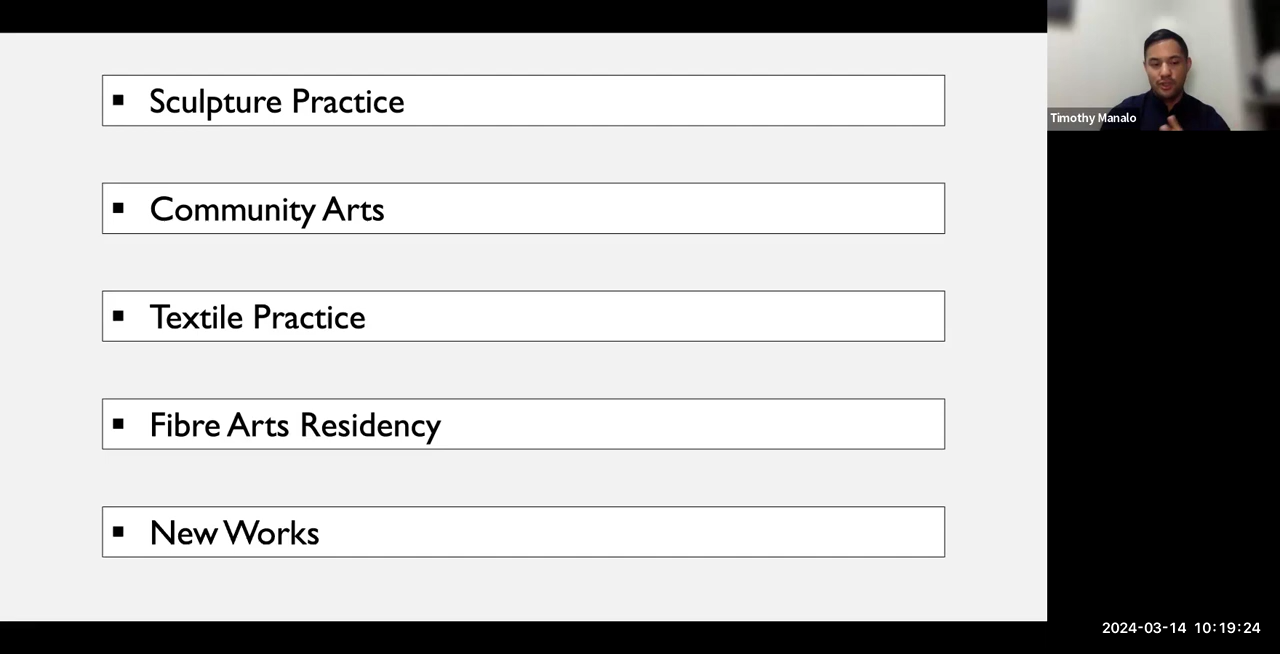 ▪ Sculpture Practice
▪ Community Arts
▪ Textile Practice
▪ Fibre Arts Residency
▪ New Works
Timothy Manalo
2024-03-14 10:19:24